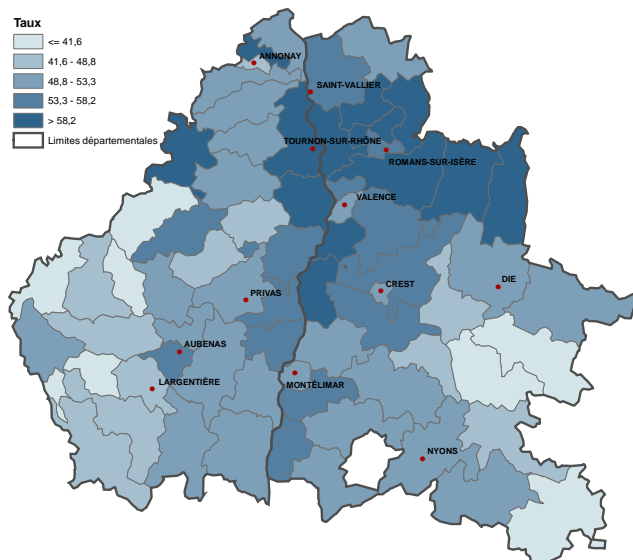 Taux
<= 41,6
41,6 - 48,8
48,8 - 53,3
53,3 - 58,2
> 58,2
Limites départementales
ANNONAY
SAINT-VALLIER
TOURNON-SUR-RHÔNE
ROMANS-SUR-ISÈRE
VALENCE
PRIVAS
CREST
DIE
AUBENAS
LARGENTIÈRE
MONTÉLIMAR
NYONS